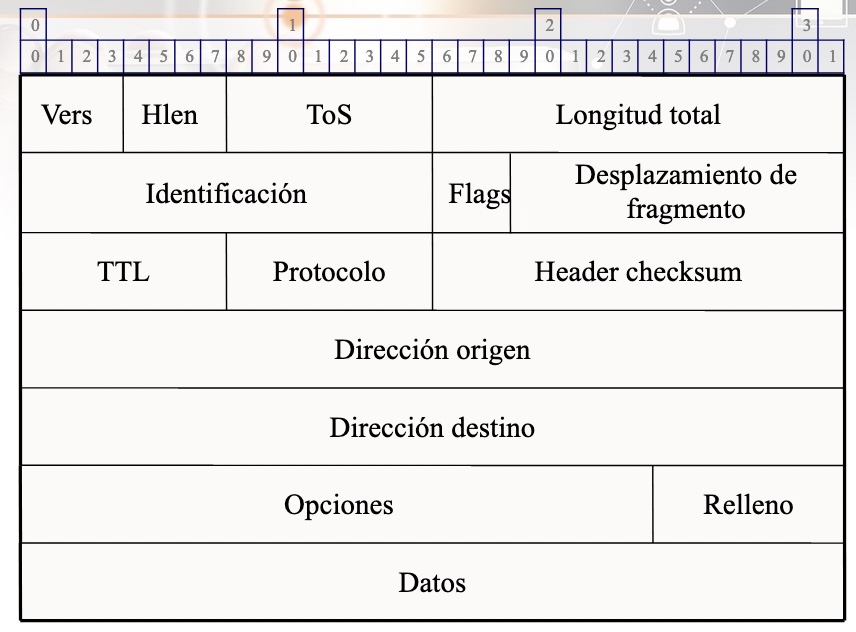 0 1 2 3
0 1 2 3 4 5 6 7 8 9 0 1 2 3 4 5 6 7 8 9 0 1 2 3 4 5 6 7 8 9 0 1
Vers Hlen ToS Longitud total
Identificación Flags Desplazamiento de
fragmento
TTL Protocolo Header checksum
Dirección origen
Dirección destino
Opciones Relleno
Datos